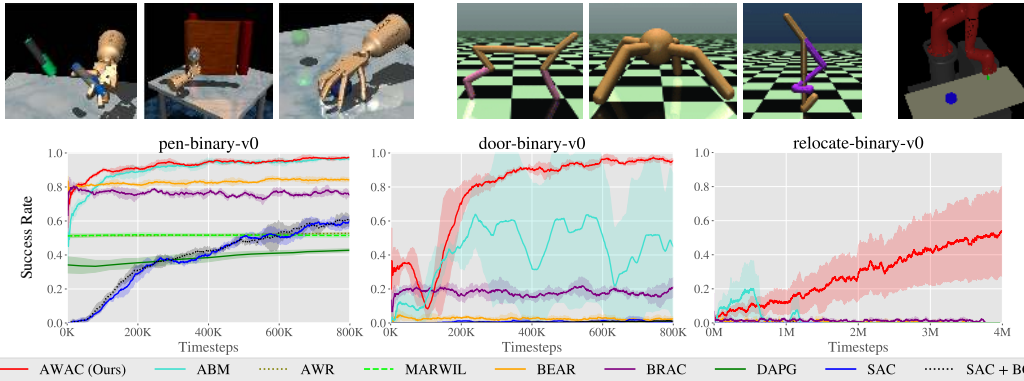 pen-binary-v0
door-binary-v0
relocate-binary-v0
Success Rate
1.0
0.8
0.6
0.4
0.2
0.0
0K
200K
400K
600K
800K
Timesteps
1.0
0.8
0.6
0.4
0.2
0.0
0K
200K
400K
600K
800K
Timesteps
1.0
0.8
0.6
0.4
0.2
0.0
0M
1M
2M
3M
4M
Timesteps
AWAC (Ours) ABM AWR MARWIL BEAR BRAC DAPG SAC SAC +